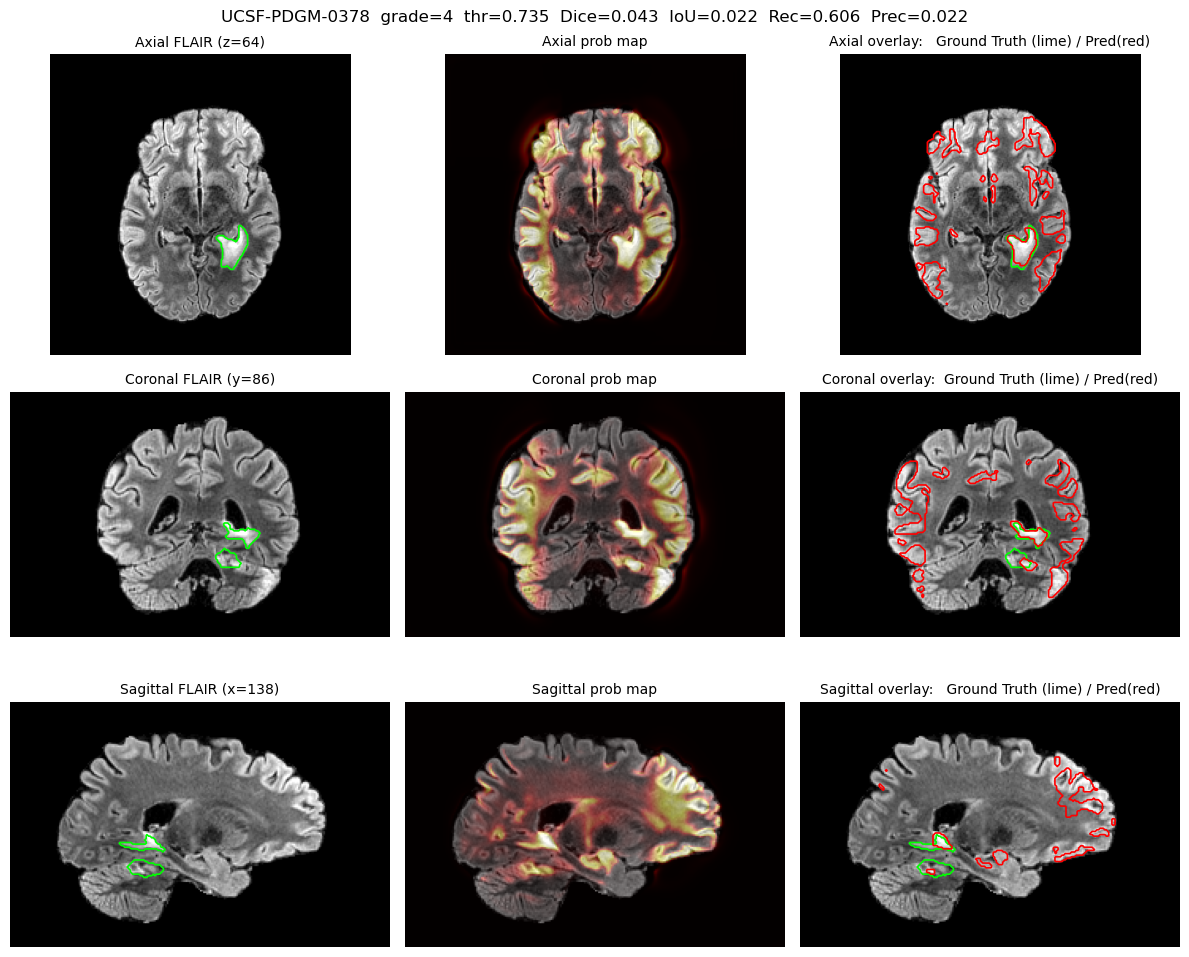 UCSF-PDGM-0378  grade=4  thr=0.735  Dice=0.043  IoU=0.022  Rec=0.606  Prec=0.022
Axial FLAIR (z=64)
Axial prob map
Axial overlay:   Ground Truth (lime) / Pred(red)
Coronal FLAIR (y=86)
Coronal prob map
Coronal overlay:  Ground Truth (lime) / Pred(red)
Sagittal FLAIR (x=138)
Sagittal prob map
Sagittal overlay:   Ground Truth (lime) / Pred(red)